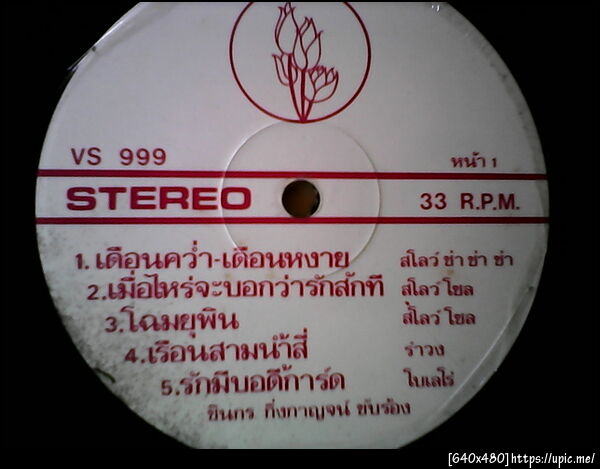 VS 999
หน้า 1
STEREO
33 R.P.M.
1. เดือนคว่ำ-เดือนหงาย สโลว์ ช่า ช่า ช่า
2. เมื่อไหร่จะบอกว่ารักสักที สโลว์ โซล
3. โฉมยุพิน สโลว์ โซล
4. เรือนสามน้ำสี่ รำวง
5. รักมีบอดี้การ์ด โบเลโร่
ชินกร กิ่งกาญจน์ ขับร้อง
[640x480]https://upic.me/